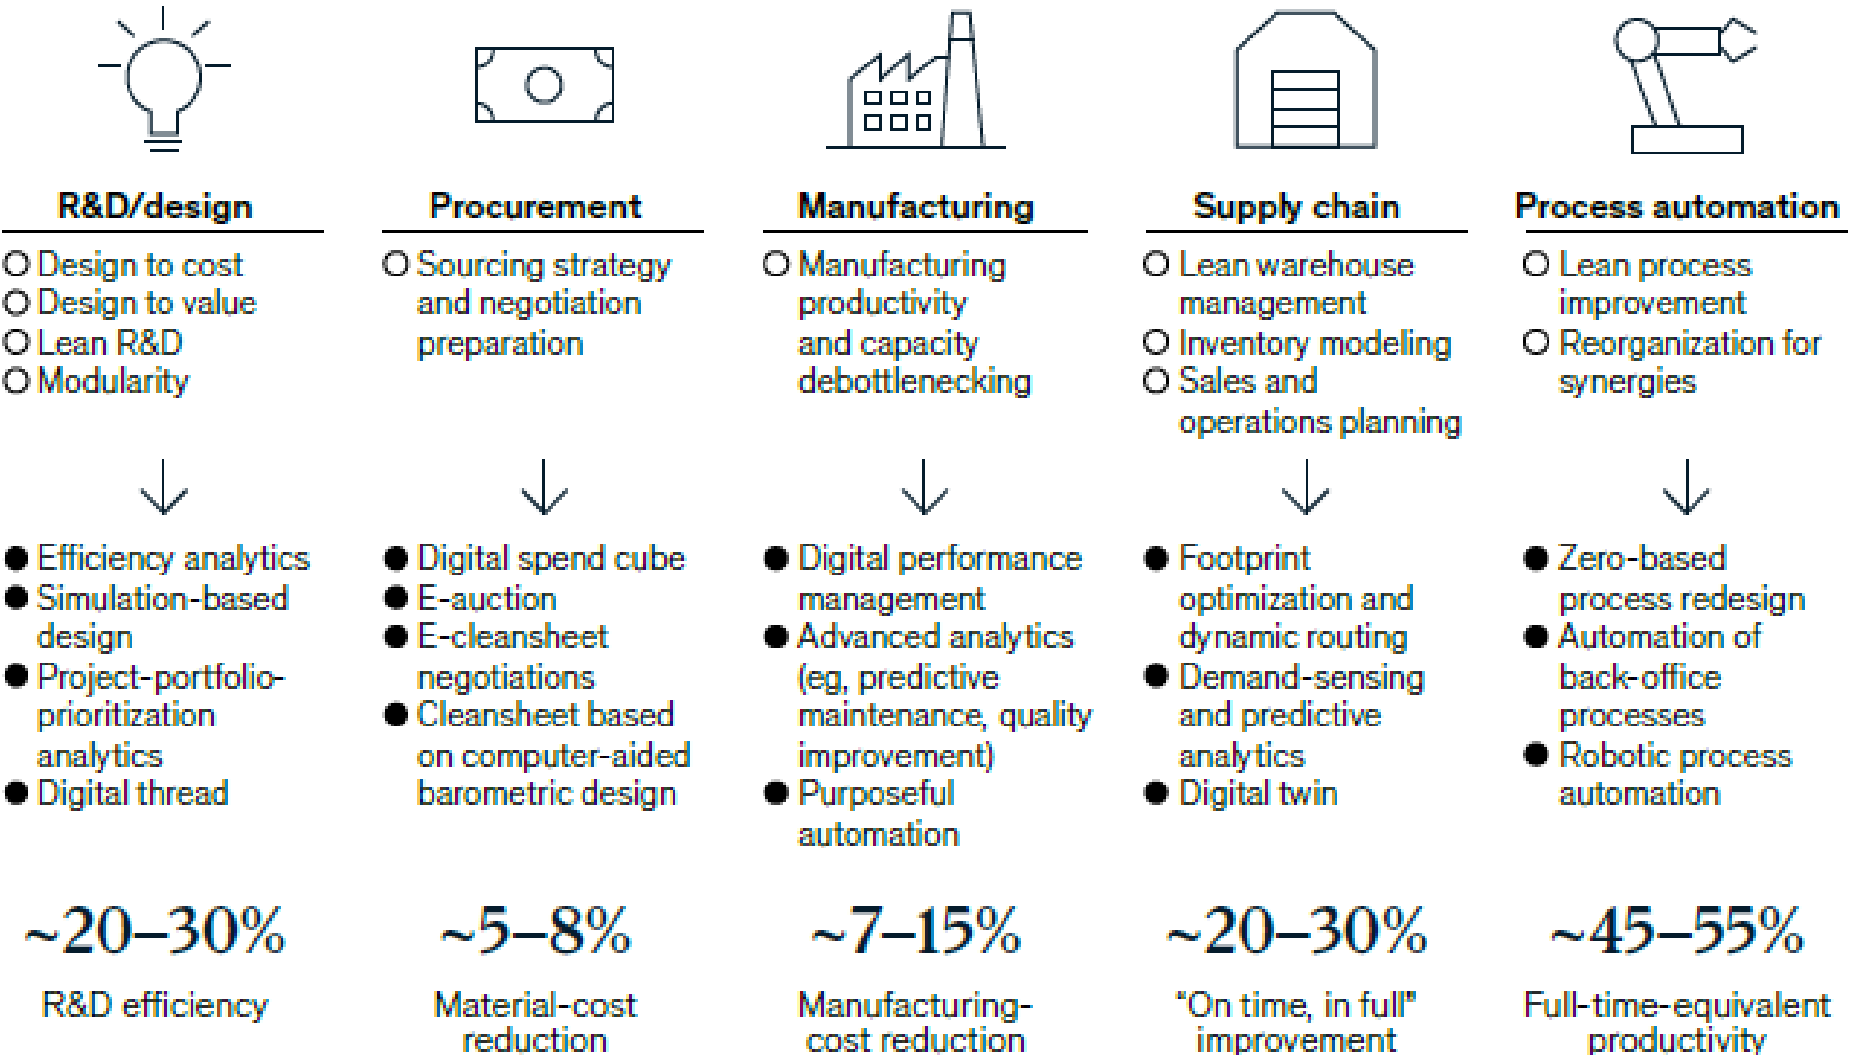 R&D/design
Design to cost
Design to value
Lean R&D
Modularity
Efficiency analytics
Simulation-based
design
Project-portfolio-
prioritization
analytics
Digital thread
~20–30%
R&D efficiency
Procurement
Sourcing strategy
and negotiation
preparation
Digital spend cube
E-auction
E-cleansheet
negotiations
Cleansheet based
on computer-aided
barometric design
~5–8%
Material-cost
reduction
Manufacturing
Manufacturing
productivity
and capacity
debottlenecking
Digital performance
management
Advanced analytics
(eg, predictive
maintenance, quality
improvement)
Purposeful
automation
~7–15%
Manufacturing-
cost reduction
Supply chain
Lean warehouse
management
Inventory modeling
Sales and
operations planning
Footprint
optimization and
dynamic routing
Demand-sensing
and predictive
analytics
Digital twin
~20–30%
“On time, in full”
improvement
Process automation
Lean process
improvement
Reorganization for
synergies
Zero-based
process redesign
Automation of
back-office
processes
Robotic process
automation
~45–55%
Full-time-equivalent
productivity